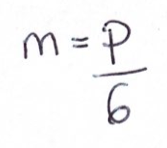 m = p/6